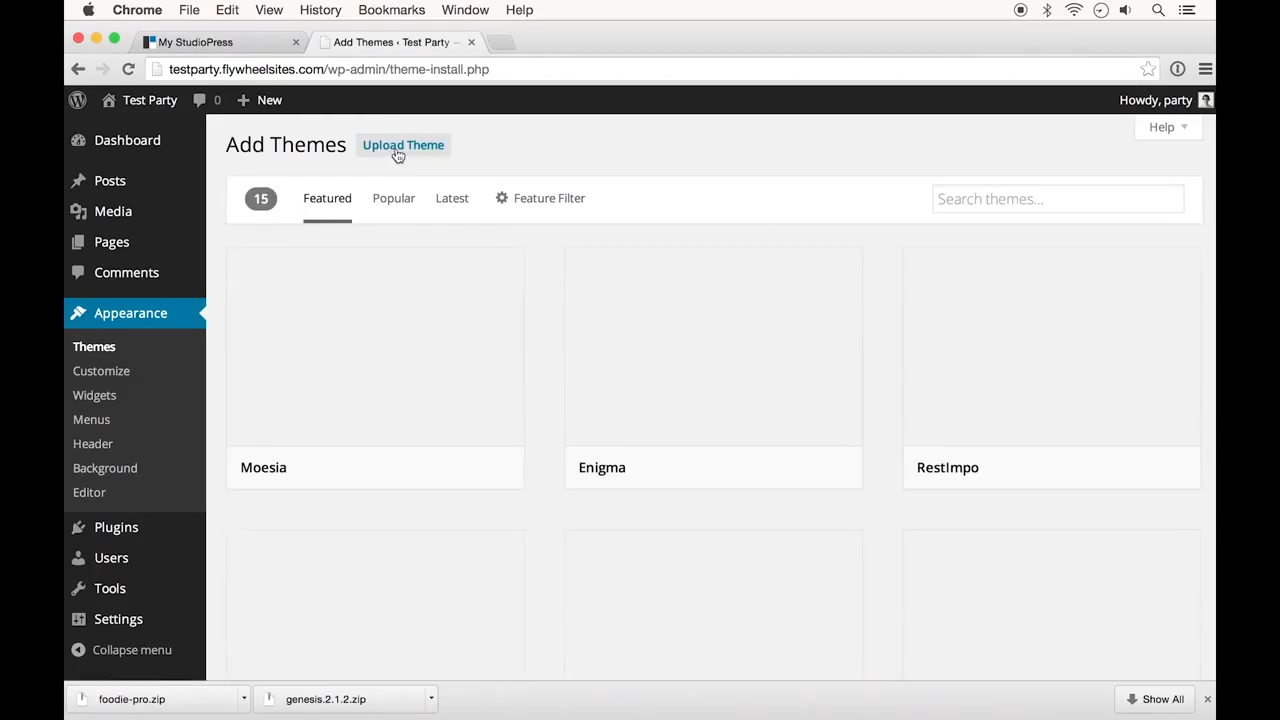 Chrome File Edit View History Bookmarks Window Help
My StudioPress
Add Themes ‹ Test Party —
testparty.flywheelsites.com/wp-admin/theme-install.php
Test Party 0 New Howdy, party
Help
Dashboard
Posts
Media
Pages
Comments
Appearance
Themes
Customize
Widgets
Menus
Header
Background
Editor
Plugins
Users
Tools
Settings
Collapse menu
Add Themes Upload Theme
15 Featured Popular Latest Feature Filter Search themes...
Moesia Enigma RestImpo
foodie-pro.zip genesis.2.1.2.zip Show All